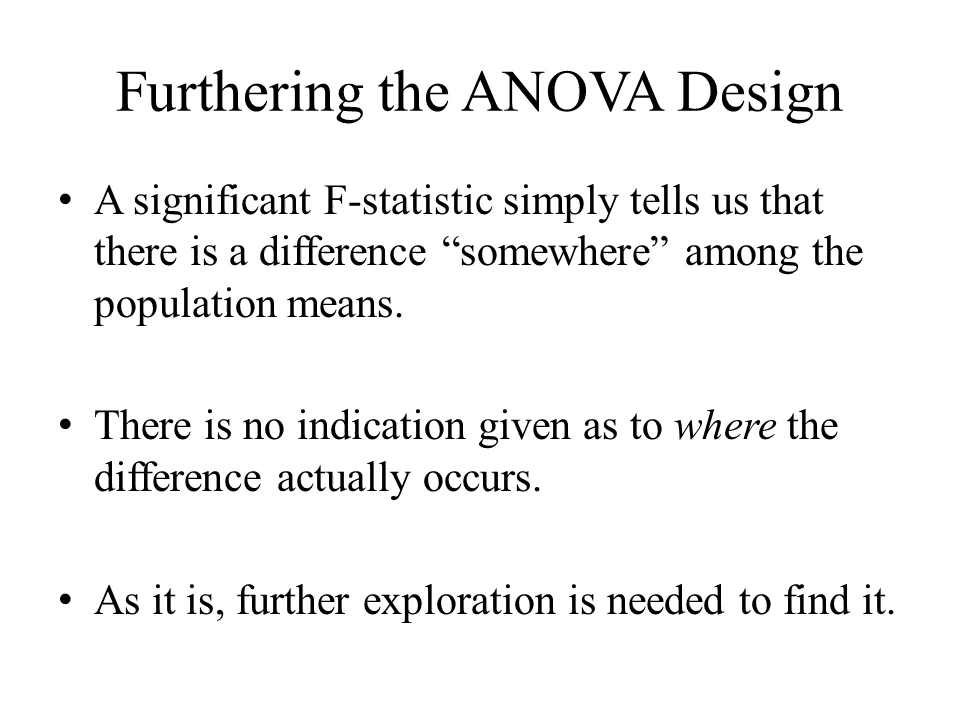 Furthering the ANOVA Design
• A significant F-statistic simply tells us that
there is a difference “somewhere” among the
population means.
• There is no indication given as to where the
difference actually occurs.
• As it is, further exploration is needed to find it.